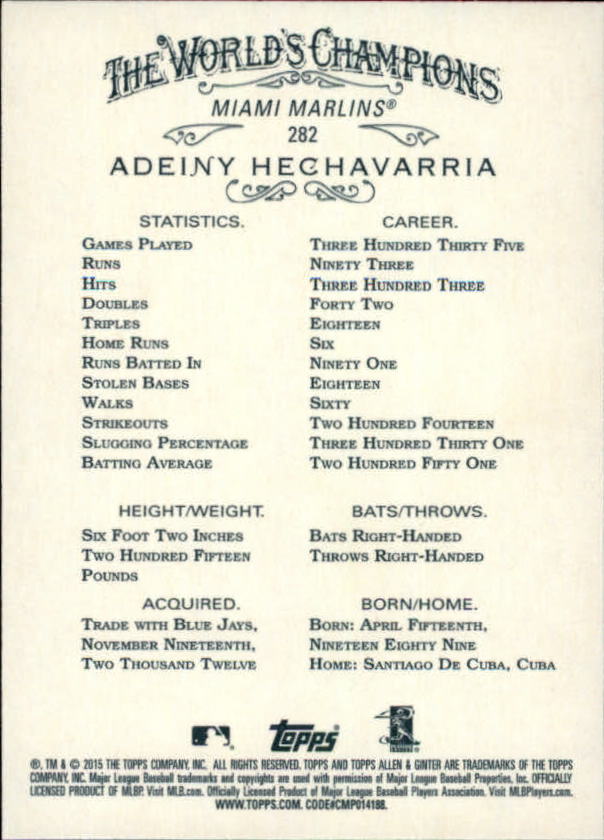 THE WORLD'S CHAMPIONS
MIAMI MARLINS®
282
ADEINY HECHAVARRIA
STATISTICS. CAREER.
GAMES PLAYED THREE HUNDRED THIRTY FIVE
RUNS NINETY THREE
HITS THREE HUNDRED THREE
DOUBLES FORTY TWO
TRIPLES EIGHTEEN
HOME RUNS SIX
RUNS BATTED IN NINETY ONE
STOLEN BASES EIGHTEEN
WALKS SIXTY
STRIKEOUTS TWO HUNDRED FOURTEEN
SLUGGING PERCENTAGE THREE HUNDRED THIRTY ONE
BATTING AVERAGE TWO HUNDRED FIFTY ONE
HEIGHT/WEIGHT. BATS/THROWS.
SIX FOOT TWO INCHES BATS RIGHT-HANDED
TWO HUNDRED FIFTEEN THROWS RIGHT-HANDED
POUNDS
ACQUIRED. BORN/HOME.
TRADE WITH BLUE JAYS, BORN: APRIL FIFTEENTH,
NOVEMBER NINETEENTH, NINETEEN EIGHTY NINE
TWO THOUSAND TWELVE HOME: SANTIAGO DE CUBA, CUBA
Topps
®, TM & © 2015 THE TOPPS COMPANY, INC. ALL RIGHTS RESERVED. TOPPS AND TOPPS ALLEN & GINTER ARE TRADEMARKS OF THE TOPPS
COMPANY, INC. Major League Baseball trademarks and copyrights are used with permission of Major League Baseball Properties, Inc. OFFICIALLY
LICENSED PRODUCT OF MLBP. Visit MLB.com. Officially Licensed Product of Major League Baseball Players Association. Visit MLBPlayers.com.
WWW.TOPPS.COM. CODE#CMP014188.